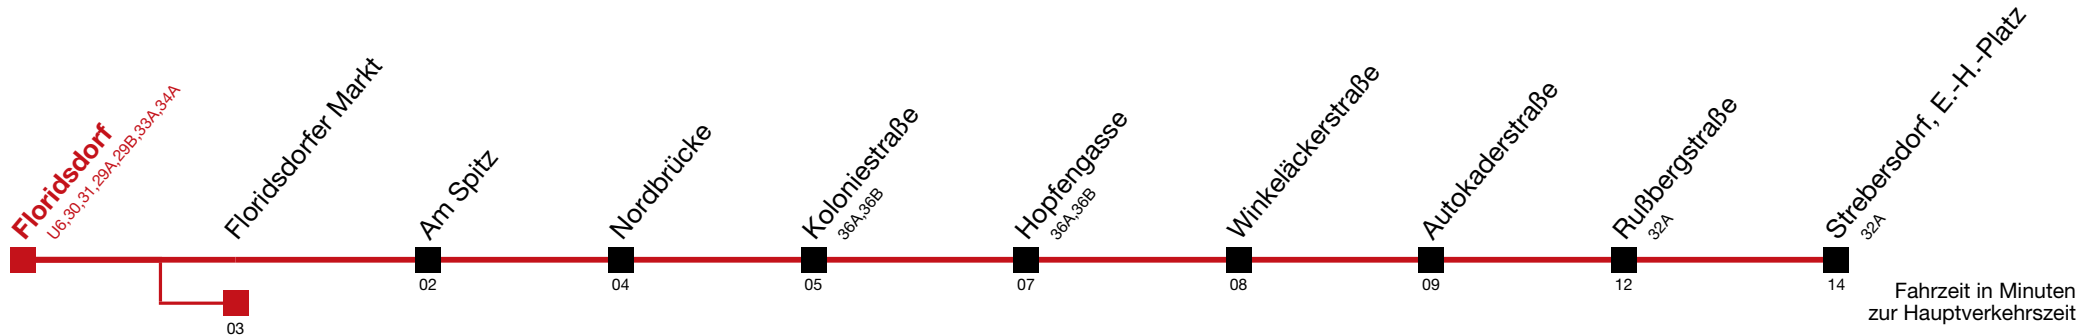 Floridsdorf
U6,30,31,29A,29B,33A,34A
Floridsdorfer Markt
03
Am Spitz
02
Nordbrücke
04
Koloniestraße
36A,36B
05
Hopfengasse
36A,36B
07
Winkeläckerstraße
08
Autokaderstraße
09
Rußbergstraße
32A
12
Strebersdorf, E.-H.-Platz
32A
14
Fahrzeit in Minuten
zur Hauptverkehrszeit